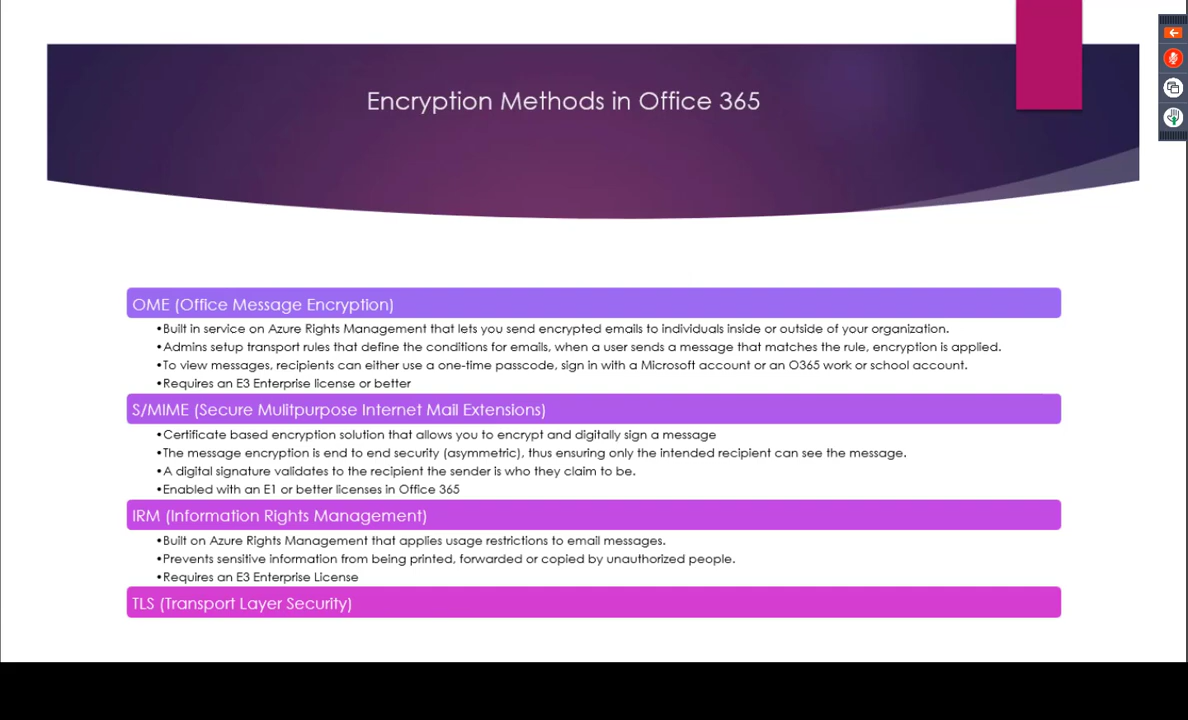 Encryption Methods in Office 365
OME (Office Message Encryption)
•Built in service on Azure Rights Management that lets you send encrypted emails to individuals inside or outside of your organization.
•Admins setup transport rules that define the conditions for emails, when a user sends a message that matches the rule, encryption is applied.
•To view messages, recipients can either use a one-time passcode, sign in with a Microsoft account or an O365 work or school account.
•Requires an E3 Enterprise license or better
S/MIME (Secure Mulitpurpose Internet Mail Extensions)
•Certificate based encryption solution that allows you to encrypt and digitally sign a message
•The message encryption is end to end security (asymmetric), thus ensuring only the intended recipient can see the message.
•A digital signature validates to the recipient the sender is who they claim to be.
•Enabled with an E1 or better licenses in Office 365
IRM (Information Rights Management)
•Built on Azure Rights Management that applies usage restrictions to email messages.
•Prevents sensitive information from being printed, forwarded or copied by unauthorized people.
•Requires an E3 Enterprise License
TLS (Transport Layer Security)